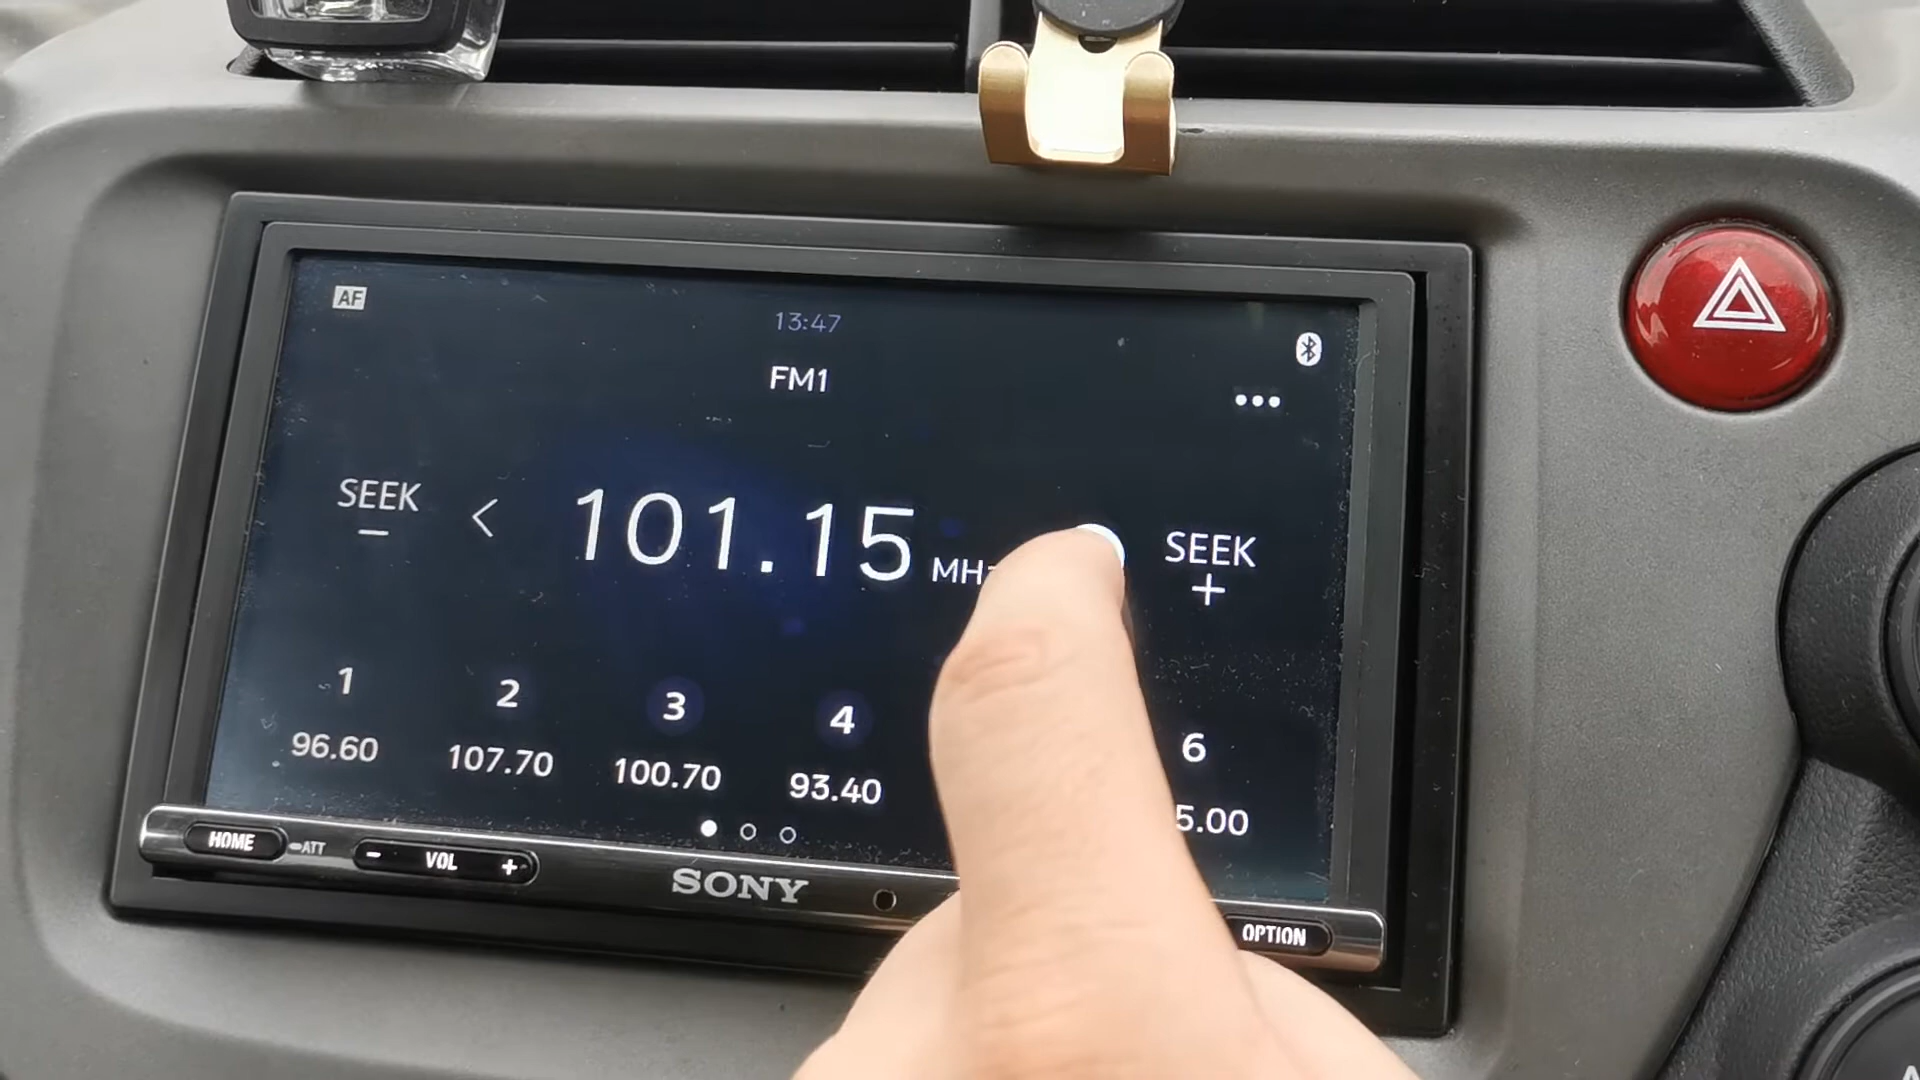 AF
13:47
FM1
SEEK
-
< 101.15
SEEK
+
1
2
3
4
6
96.60
107.70
100.70
93.40
5.00
HOME
ATT
- VOL +
SONY
OPTION